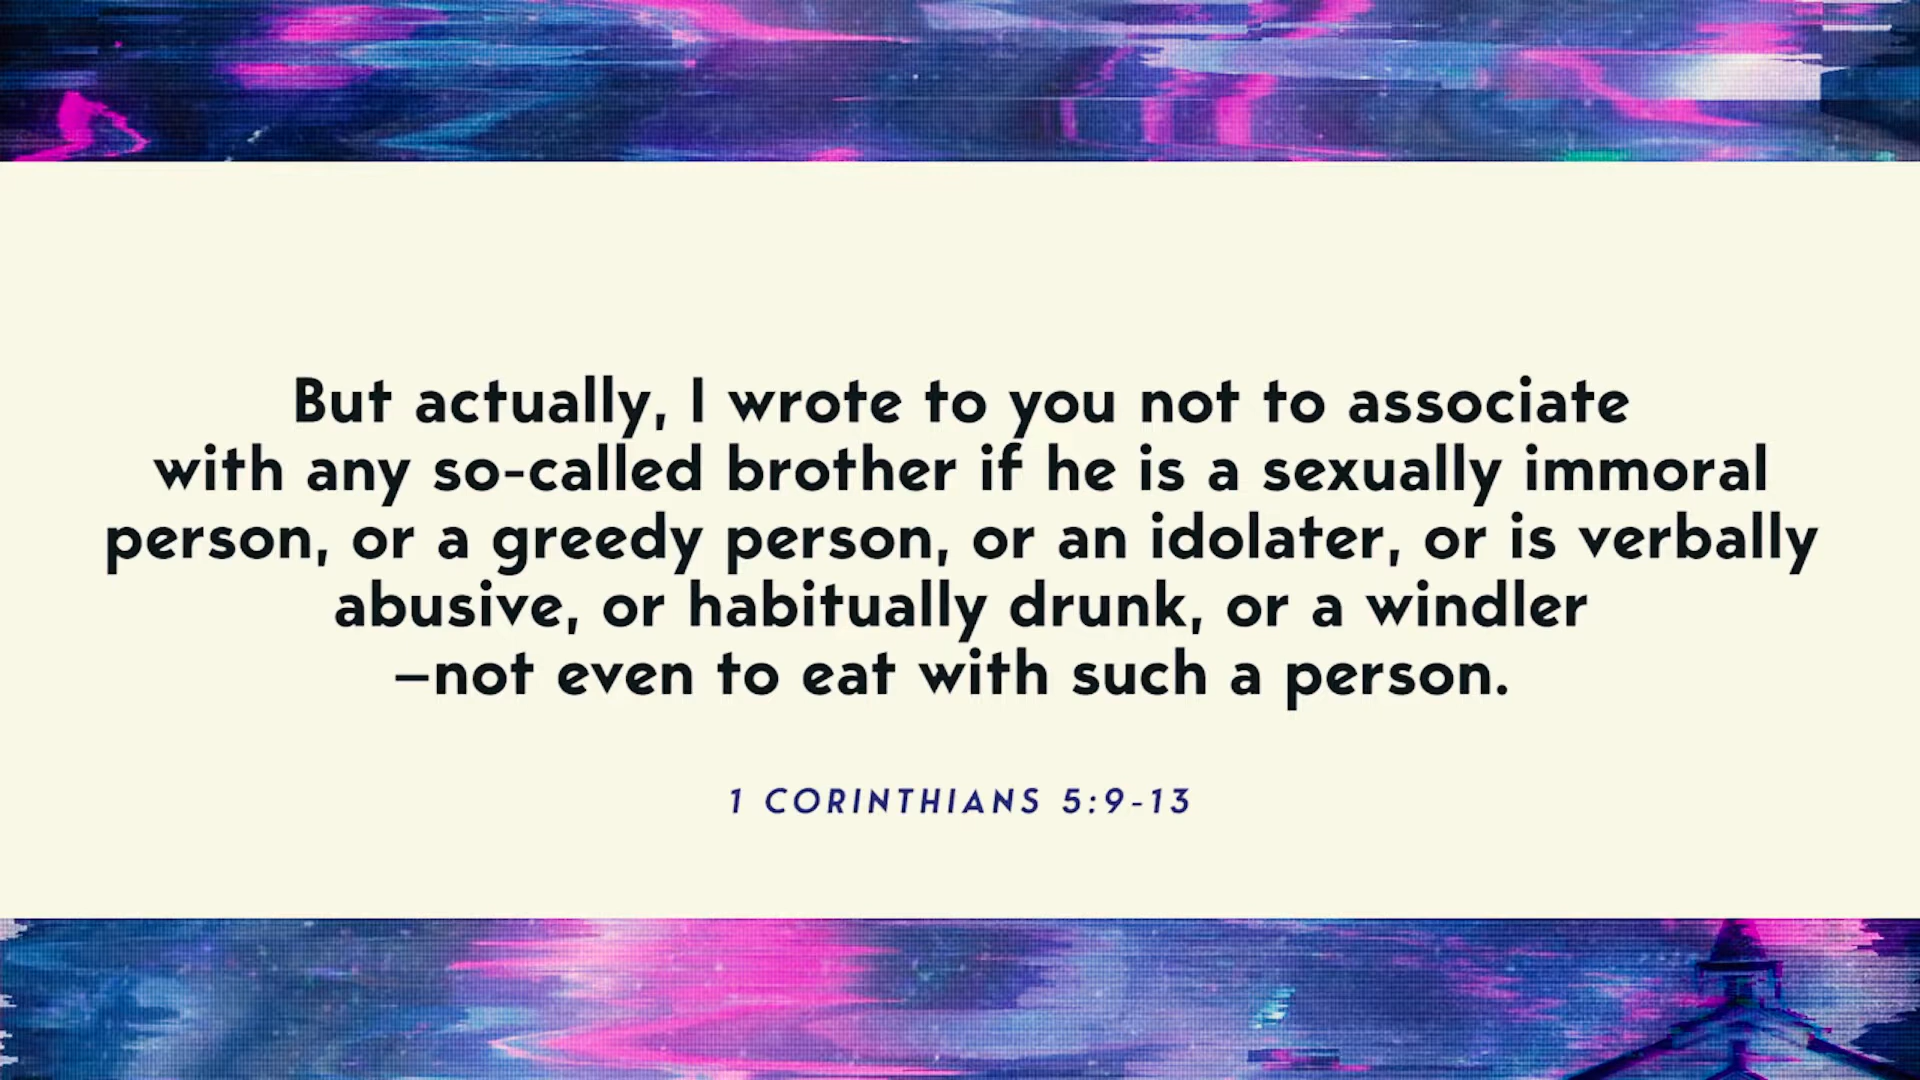 But actually, I wrote to you not to associate
with any so-called brother if he is a sexually immoral
person, or a greedy person, or an idolater, or is verbally
abusive, or habitually drunk, or a windler
—not even to eat with such a person.
1 CORINTHIANS 5:9-13